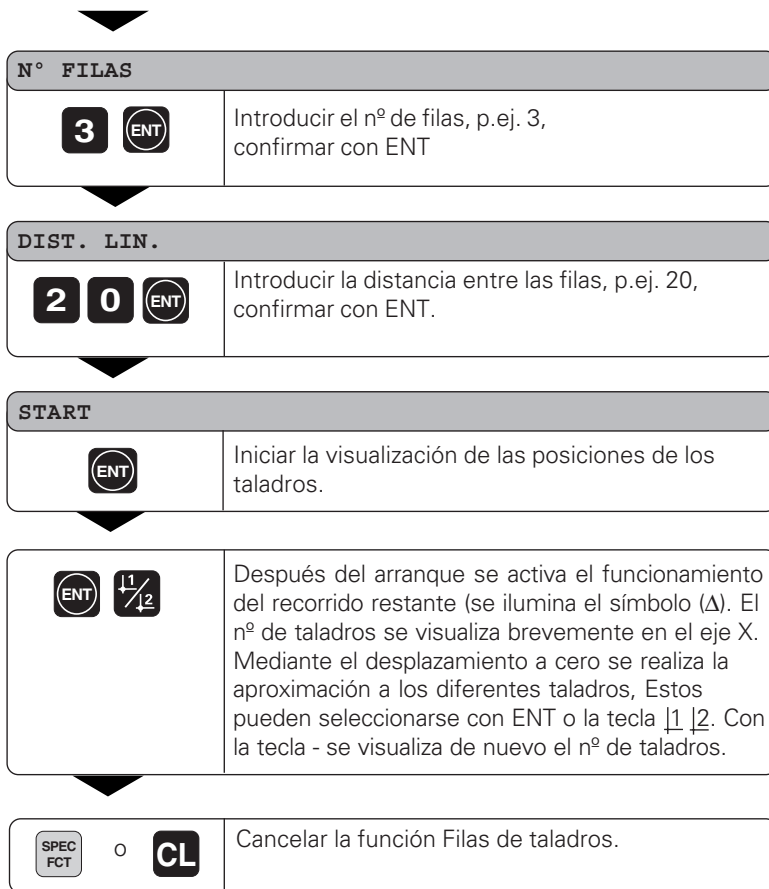 N° FILAS
3 ENT
Introducir el nº de filas, p.ej. 3,
confirmar con ENT
DIST. LIN.
2 0 ENT
Introducir la distancia entre las filas, p.ej. 20,
confirmar con ENT.
START
ENT
Iniciar la visualización de las posiciones de los
taladros.
ENT 1/2
Después del arranque se activa el funcionamiento
del recorrido restante (se ilumina el símbolo (Δ). El
nº de taladros se visualiza brevemente en el eje X.
Mediante el desplazamiento a cero se realiza la
aproximación a los diferentes taladros, Estos
pueden seleccionarse con ENT o la tecla |1 |2. Con
la tecla - se visualiza de nuevo el nº de taladros.
SPEC
FCT
o CL
Cancelar la función Filas de taladros.